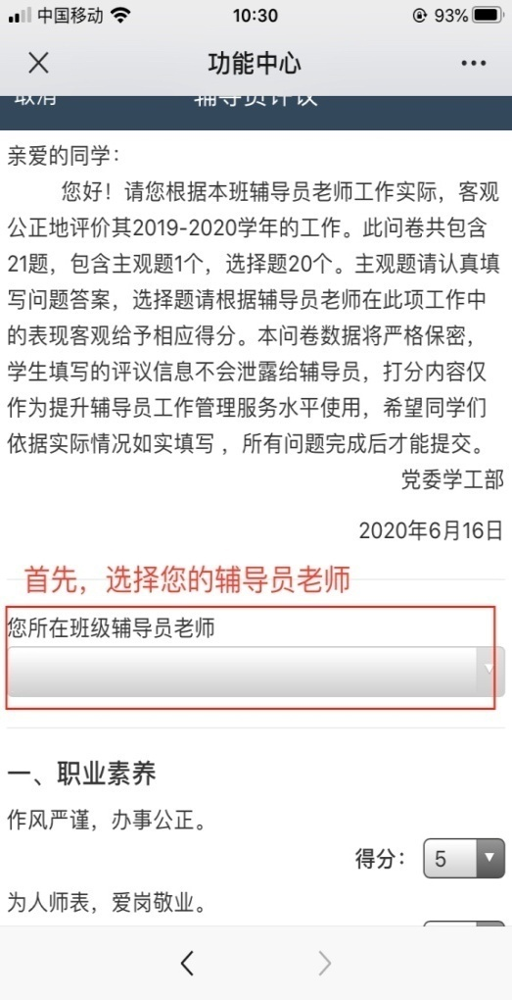 中国移动 10:30 93%
功能中心
取消 辅导员评议
亲爱的同学：
您好！请您根据本班辅导员老师工作实际，客观
公正地评价其2019-2020学年的工作。此问卷共包含
21题，包含主观题1个，选择题20个。主观题请认真填
写问题答案，选择题请根据辅导员老师在此项工作中
的表现客观给予相应得分。本问卷数据将严格保密，
学生填写的评议信息不会泄露给辅导员，打分内容仅
作为提升辅导员工作管理服务水平使用，希望同学们
依据实际情况如实填写 ，所有问题完成后才能提交。
党委学工部
2020年6月16日
首先，选择您的辅导员老师
您所在班级辅导员老师
一、职业素养
作风严谨，办事公正。
得分： 5
为人师表，爱岗敬业。